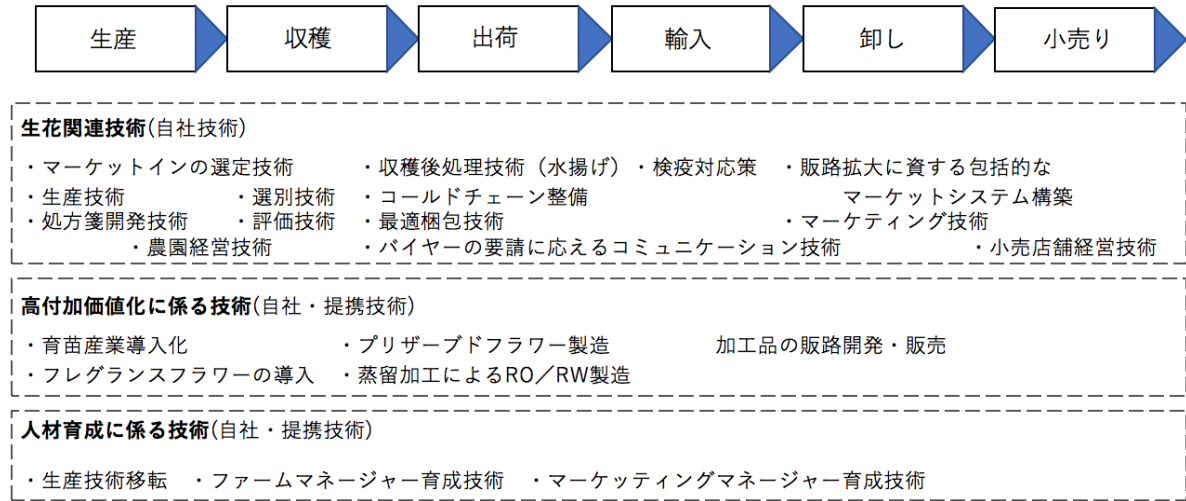 生産 収穫 出荷 輸入 卸し 小売り
生花関連技術(自社技術)
・マーケットインの選定技術 ・収穫後処理技術（水揚げ） ・検疫対応策 ・販路拡大に資する包括的な
・生産技術 ・選別技術 ・コールドチェーン整備 マーケットシステム構築
・処方箋開発技術 ・評価技術 ・最適梱包技術 ・マーケティング技術
・農園経営技術 ・バイヤーの要請に応えるコミュニケーション技術 ・小売店舗経営技術
高付加価値化に係る技術(自社・提携技術)
・育苗産業導入化 ・プリザーブドフラワー製造 加工品の販路開発・販売
・フレグランスフラワーの導入 ・蒸留加工によるRO／RW製造
人材育成に係る技術(自社・提携技術)
・生産技術移転 ・ファームマネージャー育成技術 ・マーケッティングマネージャー育成技術